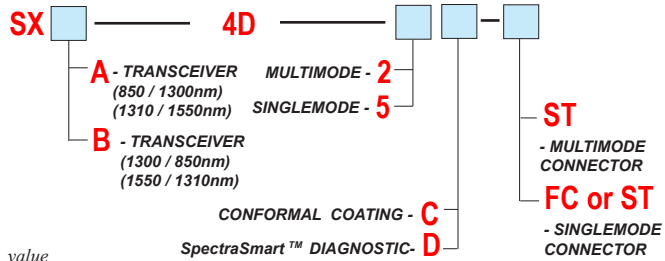 SX 4D
A - TRANSCEIVER
(850 / 1300nm)
(1310 / 1550nm)
B - TRANSCEIVER
(1300 / 850nm)
(1550 / 1310nm)
MULTIMODE - 2
SINGLEMODE - 5
CONFORMAL COATING - C
SpectraSmart™ DIAGNOSTIC- D
ST
- MULTIMODE
CONNECTOR
FC or ST
- SINGLEMODE
CONNECTOR
value